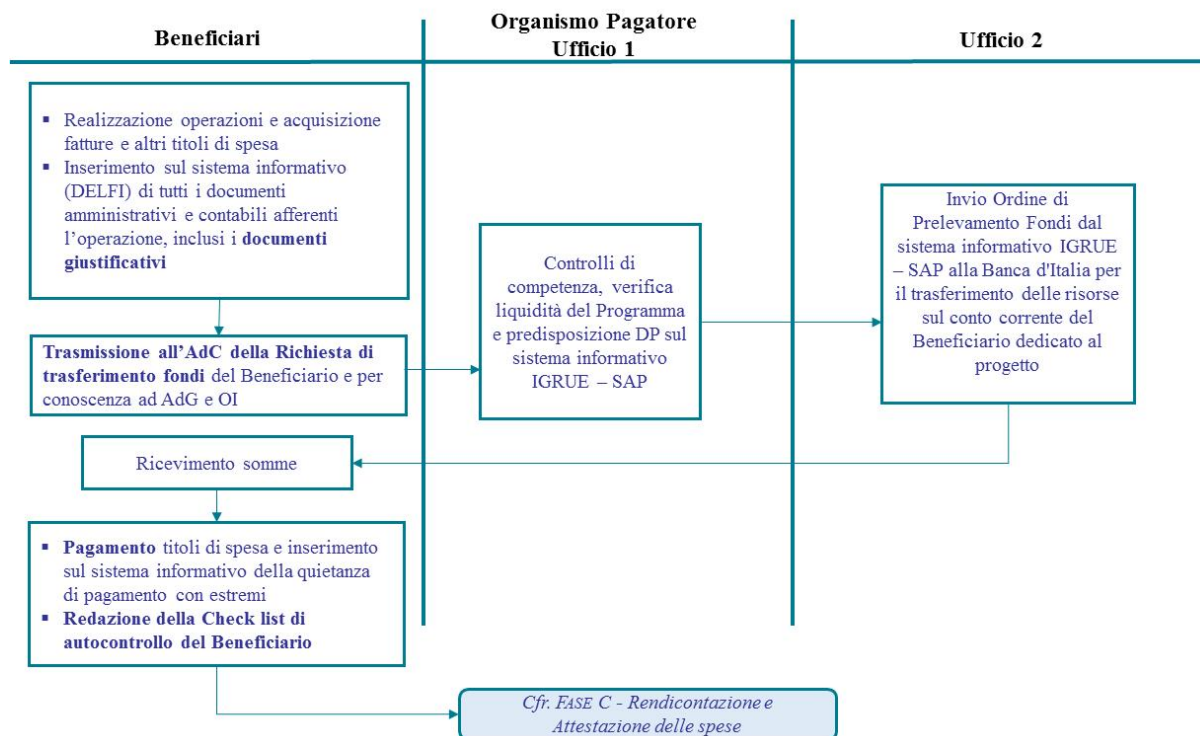 Beneficiari
Organismo Pagatore
Ufficio 1
Ufficio 2
▪ Realizzazione operazioni e acquisizione
fatture e altri titoli di spesa
▪ Inserimento sul sistema informativo
(DELFI) di tutti i documenti
amministrativi e contabili afferenti
l’operazione, inclusi i documenti
giustificativi
Trasmissione all’AdC della Richiesta di
trasferimento fondi del Beneficiario e per
conoscenza ad AdG e OI
Controlli di
competenza, verifica
liquidità del Programma
e predisposizione DP sul
sistema informativo
IGRUE – SAP
Invio Ordine di
Prelevamento Fondi dal
sistema informativo IGRUE
– SAP alla Banca d'Italia per
il trasferimento delle risorse
sul conto corrente del
Beneficiario dedicato al
progetto
Ricevimento somme
▪ Pagamento titoli di spesa e inserimento
sul sistema informativo della quietanza
di pagamento con estremi
▪ Redazione della Check list di
autocontrollo del Beneficiario
Cfr. FASE C - Rendicontazione e
Attestazione delle spese